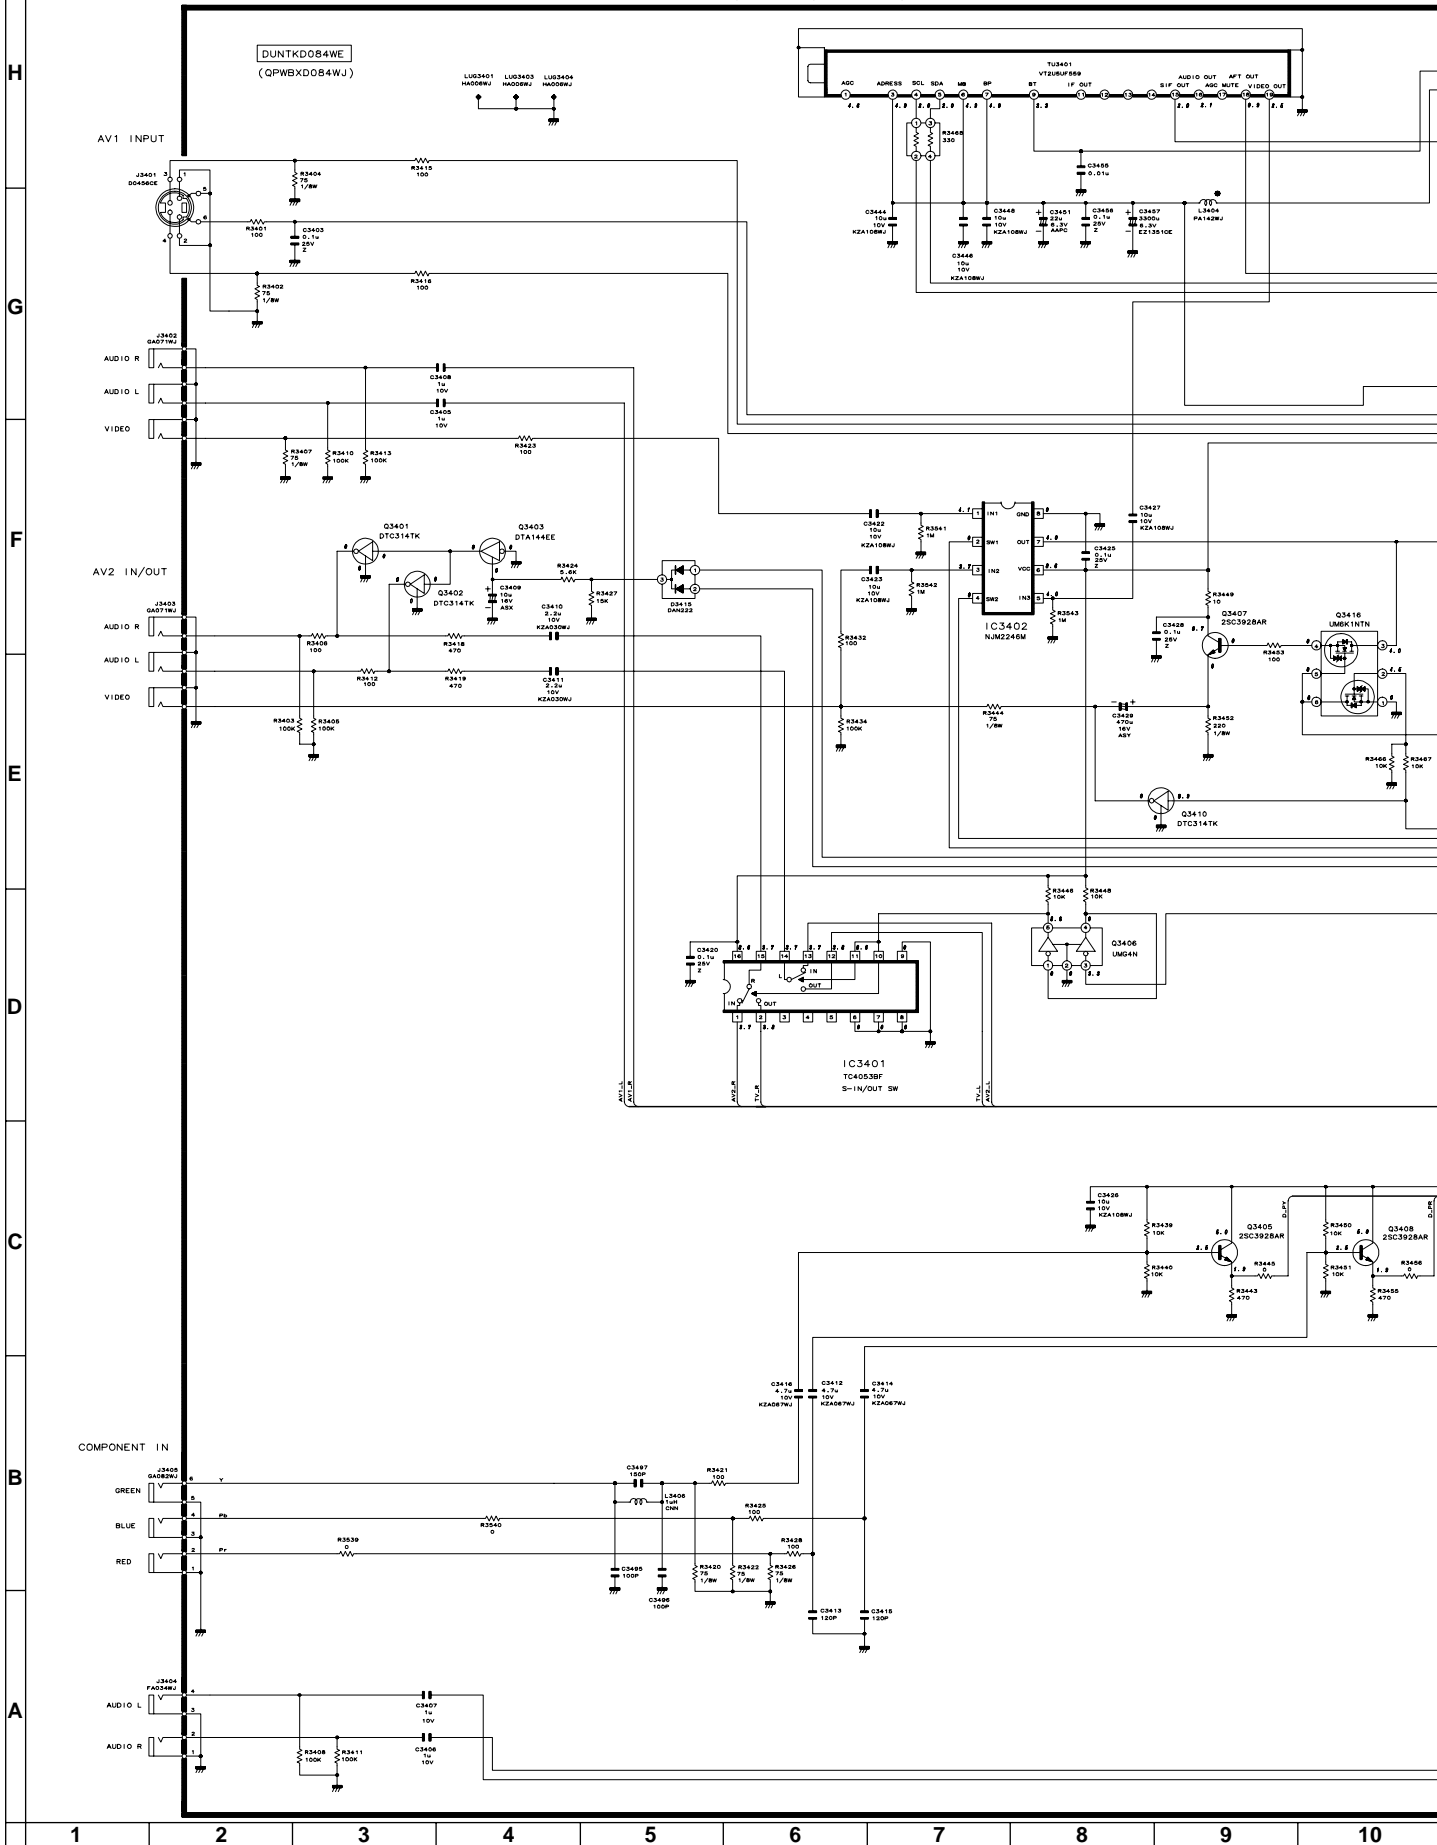 H
G
F
E
D
C
B
A
DUNTKD084WE
(QPWBXD084WJ)
LUG3401 LUG3403 LUG3404
HA006WJ HA006WJ HA006WJ
TU3401
VT2U5UF559
AGC ADRESS SCL SDA MB BP BT IF OUT SIF OUT AUDIO OUT AGC MUTE AFT OUT VIDEO OUT
R3468
330
C3455
0.01u
AV1 INPUT
J3401
D0456CE
R3404
75
1/8W
R3415
100
R3401
100
C3403
0.1u
25V
Z
R3402
75
1/8W
R3416
100
C3444
10u
10V
KZA108WJ
C3446
10u
10V
KZA108WJ
C3448
10u
10V
KZA108WJ
C3451
22u
6.3V
AAPC
C3456
0.1u
25V
Z
C3457
3300u
6.3V
EZ1351CE
L3404
PA142WJ
J3402
GA071WJ
AUDIO R
AUDIO L
VIDEO
C3408
1u
10V
C3405
1u
10V
R3407
75
1/8W
R3410
100K
R3413
100K
R3423
100
AV2 IN/OUT
J3403
GA071WJ
AUDIO R
AUDIO L
VIDEO
Q3401
DTC314TK
Q3402
DTC314TK
Q3403
DTA144EE
C3409
10u
16V
ASX
R3424
5.6K
R3427
15K
D3415
DAN222
R3406
100
R3412
100
R3418
470
R3419
470
C3410
2.2u
10V
KZA030WJ
C3411
2.2u
10V
KZA030WJ
R3403
100K
R3405
100K
C3422
10u
10V
KZA108WJ
R3541
1M
C3423
10u
10V
KZA108WJ
R3542
1M
IN1 SW1 IN2 SW2
GND OUT VCC IN3
IC3402
NJM2246M
C3425
0.1u
25V
Z
C3427
10u
10V
KZA108WJ
R3543
1M
R3432
100
R3434
100K
R3444
75
1/8W
C3429
470u
16V
ASY
C3428
0.1u
25V
Z
R3449
10
Q3407
2SC3928AR
R3453
100
R3452
220
1/8W
Q3416
UM6K1NTN
R3466
10K
R3467
10K
Q3410
DTC314TK
R3446
10K
R3448
10K
Q3406
UMG4N
C3420
0.1u
25V
Z
R IN OUT
L IN OUT
IC3401
TC4053BF
S-IN/OUT SW
AV1_L
AV1_R
AV2_R
TV_R
TV_L
AV2_L
C3426
10u
10V
KZA108WJ
R3439
10K
R3440
10K
Q3405
2SC3928AR
R3445
0
R3443
470
D_PY
R3450
10K
R3451
10K
Q3408
2SC3928AR
R3456
0
R3455
470
D_PR
C3416
4.7u
10V
KZA067WJ
C3412
4.7u
10V
KZA067WJ
C3414
4.7u
10V
KZA067WJ
COMPONENT IN
J3405
GA082WJ
GREEN
BLUE
RED
Y
Pb
Pr
C3497
150P
L3406
1uH
CNN
R3421
100
R3425
100
R3428
100
R3540
0
R3539
0
C3495
100P
C3496
100P
R3420
75
1/8W
R3422
75
1/8W
R3426
75
1/8W
C3413
120P
C3415
120P
J3404
FA034WJ
AUDIO L
AUDIO R
C3407
1u
10V
C3406
1u
10V
R3408
100K
R3411
100K
1 2 3 4 5 6 7 8 9 10